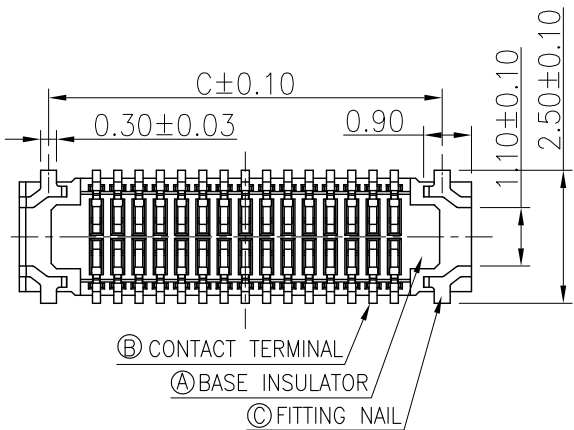 C±0.10
0.30±0.03
0.90
1.10±0.10
2.50±0.10
Ⓑ CONTACT TERMINAL
Ⓐ BASE INSULATOR
Ⓒ FITTING NAIL